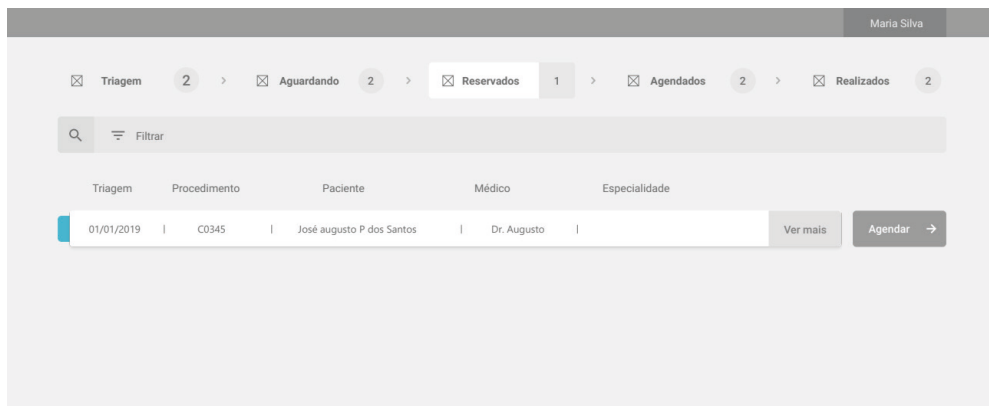 Maria Silva
Triagem 2 > Aguardando 2 > Reservados 1 > Agendados 2 > Realizados 2
Filtrar
Triagem Procedimento Paciente Médico Especialidade
01/01/2019 | C0345 | José augusto P dos Santos | Dr. Augusto | Ver mais Agendar →